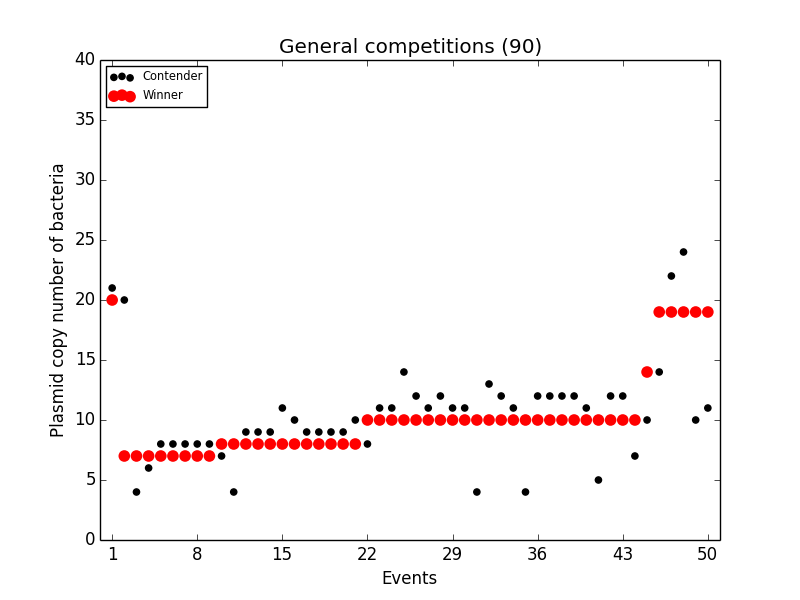 General competitions (90)
Contender
Winner
Plasmid copy number of bacteria
40
35
30
25
20
15
10
5
0
1 8 15 22 29 36 43 50
Events